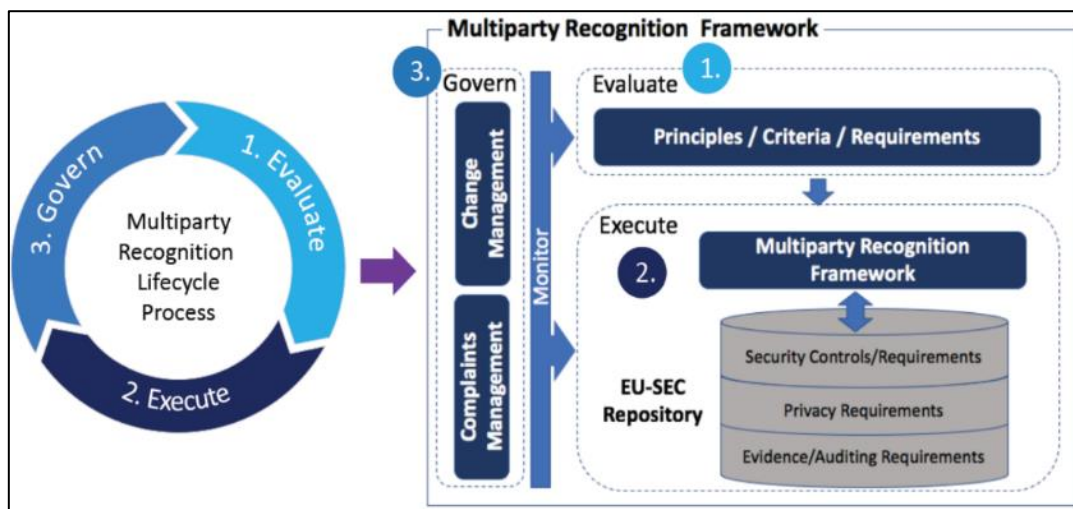 Multiparty Recognition Framework
1. Evaluate
2. Execute
3. Govern
Multiparty
Recognition
Lifecycle
Process
3.
Govern
Change
Management
Complaints
Management
Monitor
1.
Evaluate
Principles / Criteria / Requirements
Execute
2.
Multiparty Recognition
Framework
EU-SEC
Repository
Security Controls/Requirements
Privacy Requirements
Evidence/Auditing Requirements